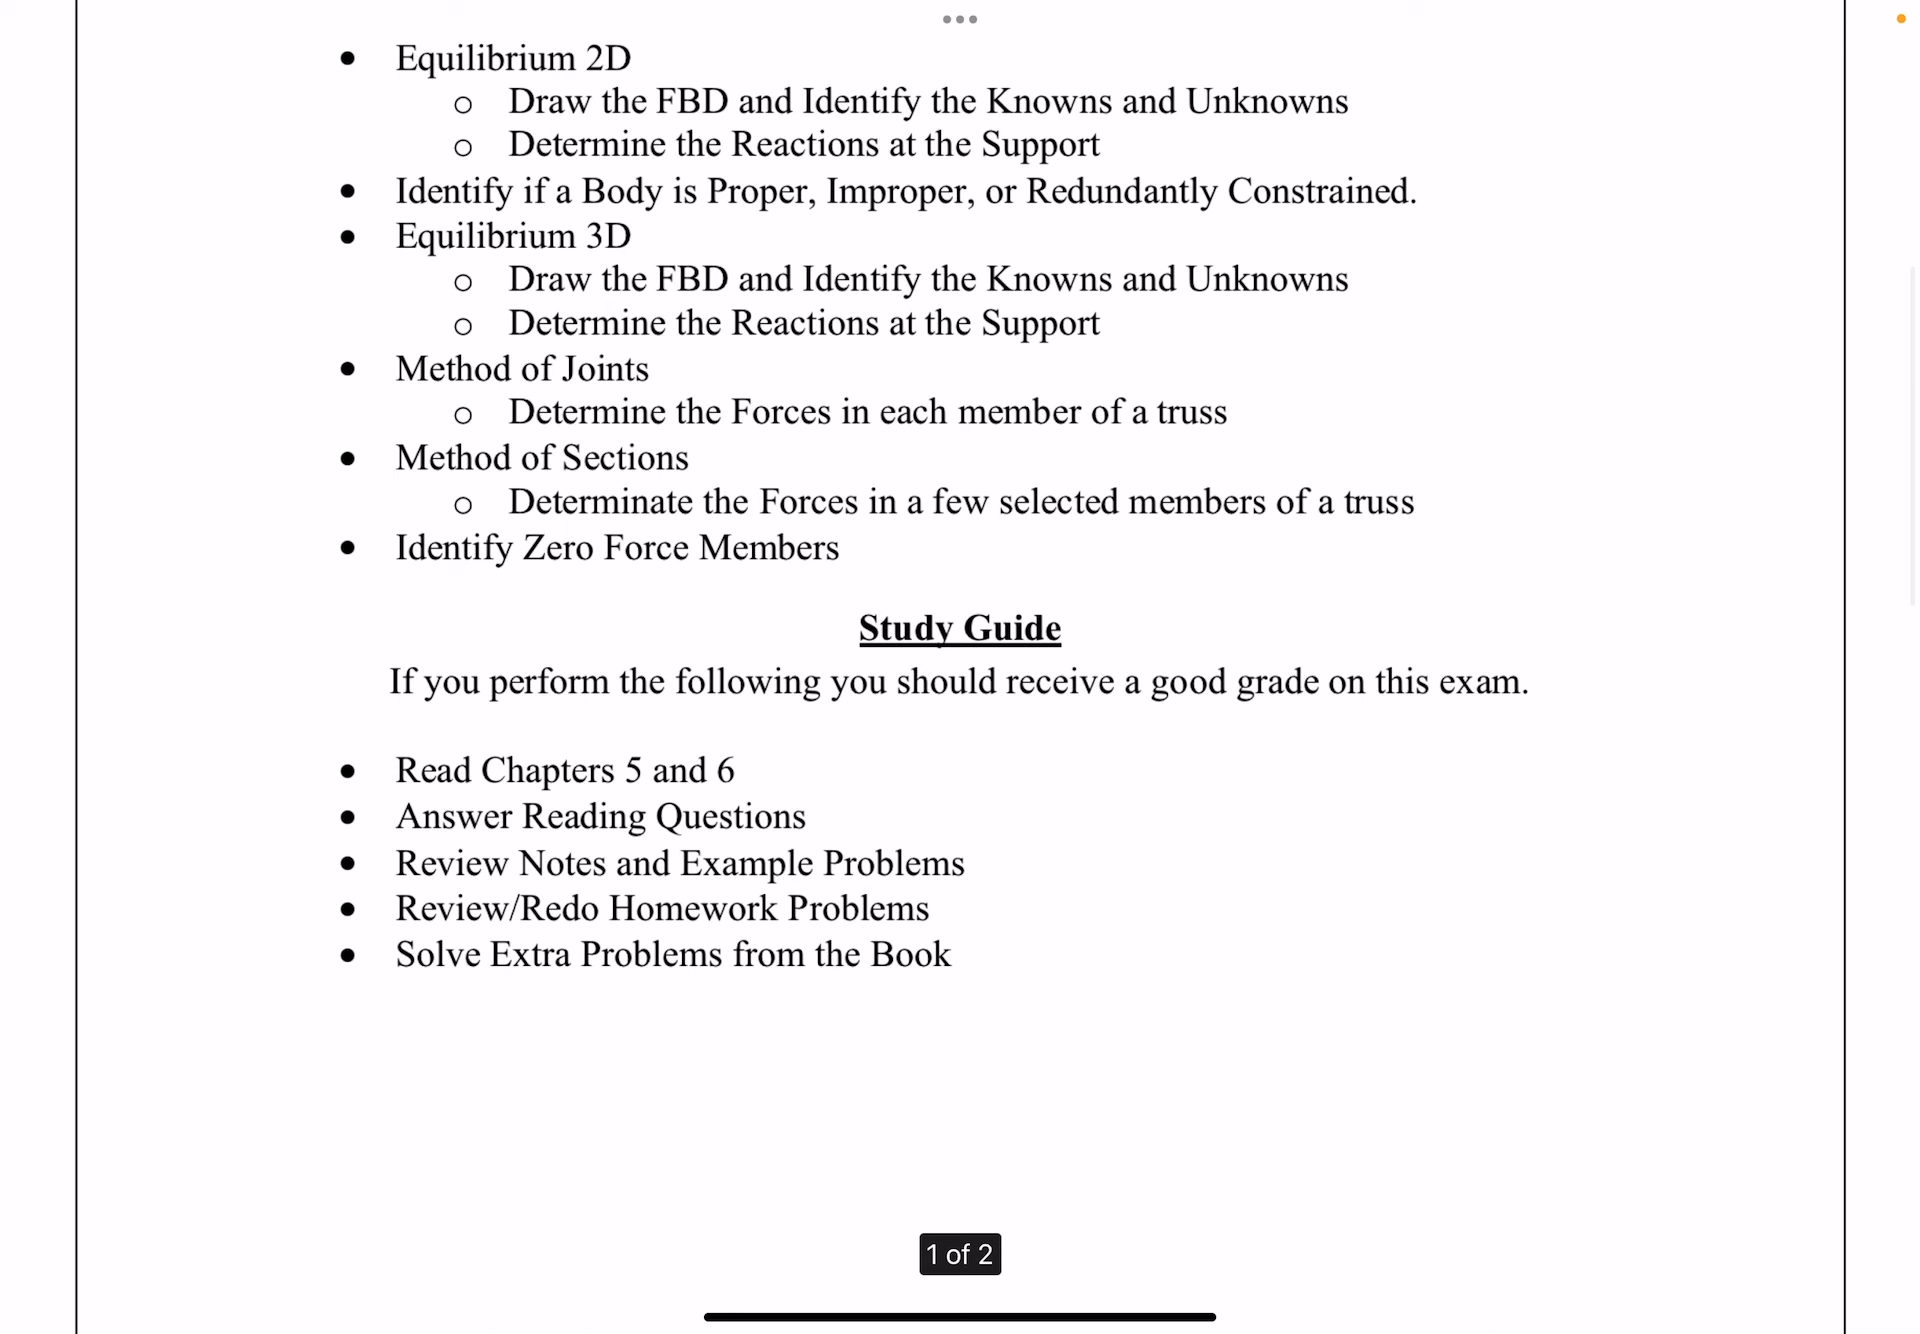 • Equilibrium 2D
o Draw the FBD and Identify the Knowns and Unknowns
o Determine the Reactions at the Support
• Identify if a Body is Proper, Improper, or Redundantly Constrained.
• Equilibrium 3D
o Draw the FBD and Identify the Knowns and Unknowns
o Determine the Reactions at the Support
• Method of Joints
o Determine the Forces in each member of a truss
• Method of Sections
o Determinate the Forces in a few selected members of a truss
• Identify Zero Force Members
Study Guide
If you perform the following you should receive a good grade on this exam.
• Read Chapters 5 and 6
• Answer Reading Questions
• Review Notes and Example Problems
• Review/Redo Homework Problems
• Solve Extra Problems from the Book
1 of 2